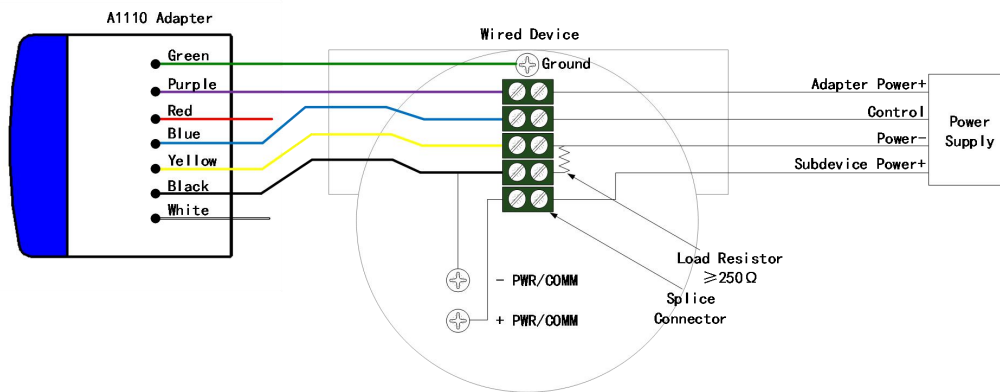 A1110 Adapter
Wired Device
Green
Ground
Purple
Adapter Power+
Red
Control
Blue
Power-
Power
Supply
Yellow
Subdevice Power+
Black
White
Load Resistor
≥250Ω
- PWR/COMM
Splice
Connector
+ PWR/COMM